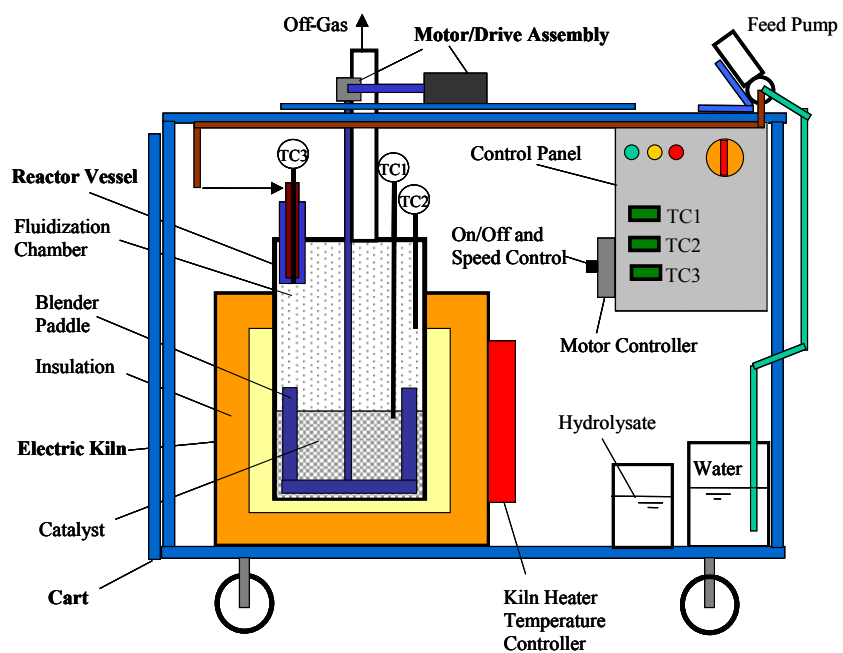 Off-Gas
Motor/Drive Assembly
Feed Pump
TC3
TC1
TC2
Control Panel
Reactor Vessel
Fluidization
Chamber
On/Off and
Speed Control
TC1
TC2
TC3
Blender
Paddle
Motor Controller
Insulation
Hydrolysate
Electric Kiln
Water
Catalyst
Cart
Kiln Heater
Temperature
Controller